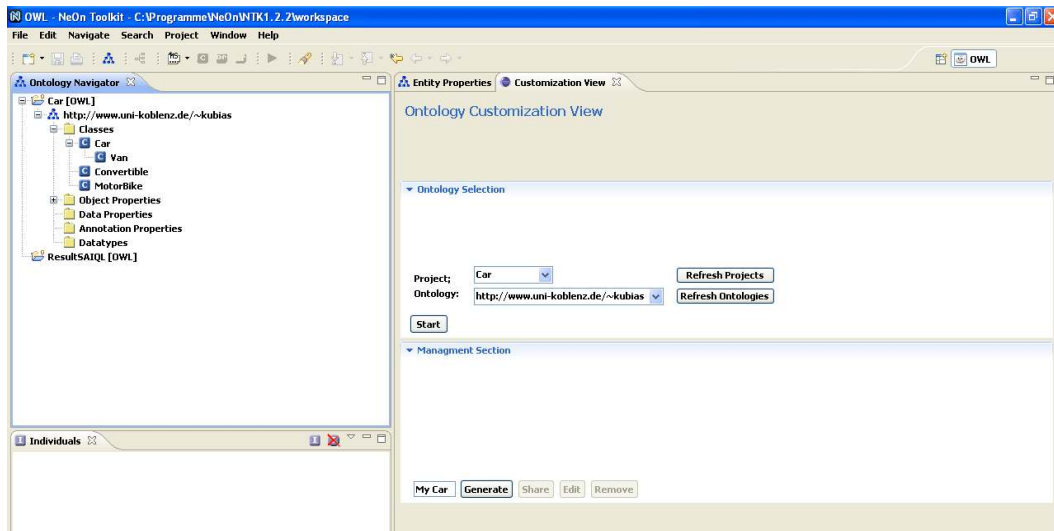 OWL - NeOn Toolkit - C:\Programme\NeOn\NTK1.2.2\workspace
File Edit Navigate Search Project Window Help
OWL
Ontology Navigator
Car [OWL]
http://www.uni-koblenz.de/~kubias
Classes
Car
Van
Convertible
MotorBike
Object Properties
Data Properties
Annotation Properties
Datatypes
ResultSAIQL [OWL]
Individuals
Entity Properties Customization View
Ontology Customization View
Ontology Selection
Project; Car Refresh Projects
Ontology: http://www.uni-koblenz.de/~kubias Refresh Ontologies
Start
Managment Section
My Car Generate Share Edit Remove